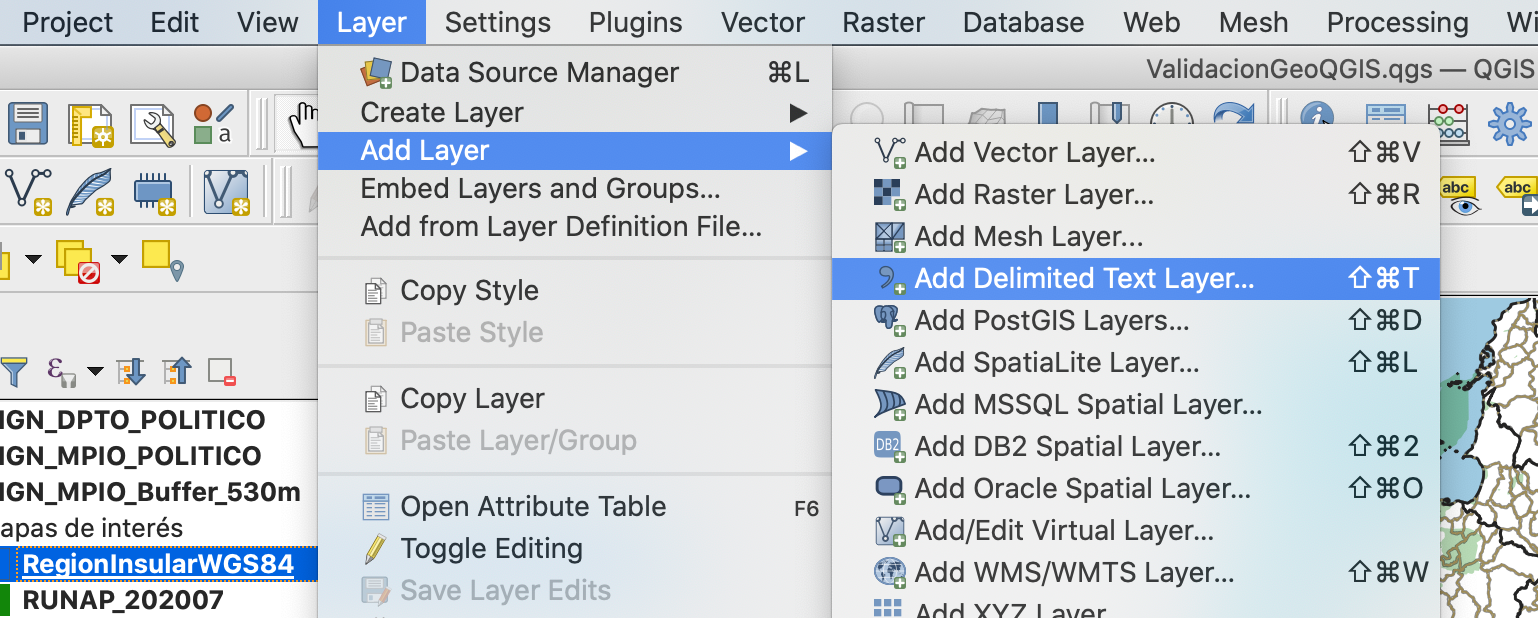 Project Edit View Layer Settings Plugins Vector Raster Database Web Mesh Processing
ValidacionGeoQGIS.qgs — QGIS
Data Source Manager ⌘L
Create Layer ▶
Add Layer ▶
Embed Layers and Groups...
Add from Layer Definition File...
Copy Style
Paste Style
Copy Layer
Paste Layer/Group
Open Attribute Table F6
Toggle Editing
Save Layer Edits
Add Vector Layer... ⇧⌘V
Add Raster Layer... ⇧⌘R
Add Mesh Layer...
Add Delimited Text Layer... ⇧⌘T
Add PostGIS Layers... ⇧⌘D
Add SpatiaLite Layer... ⇧⌘L
Add MSSQL Spatial Layer...
DB2 Add DB2 Spatial Layer... ⇧⌘2
Add Oracle Spatial Layer... ⇧⌘O
Add/Edit Virtual Layer...
Add WMS/WMTS Layer... ⇧⌘W
Add XYZ Layer
a
abc abc
IGN_DPTO_POLITICO
IGN_MPIO_POLITICO
IGN_MPIO_Buffer_530m
apas de interés
RegionInsularWGS84
RUNAP_202007